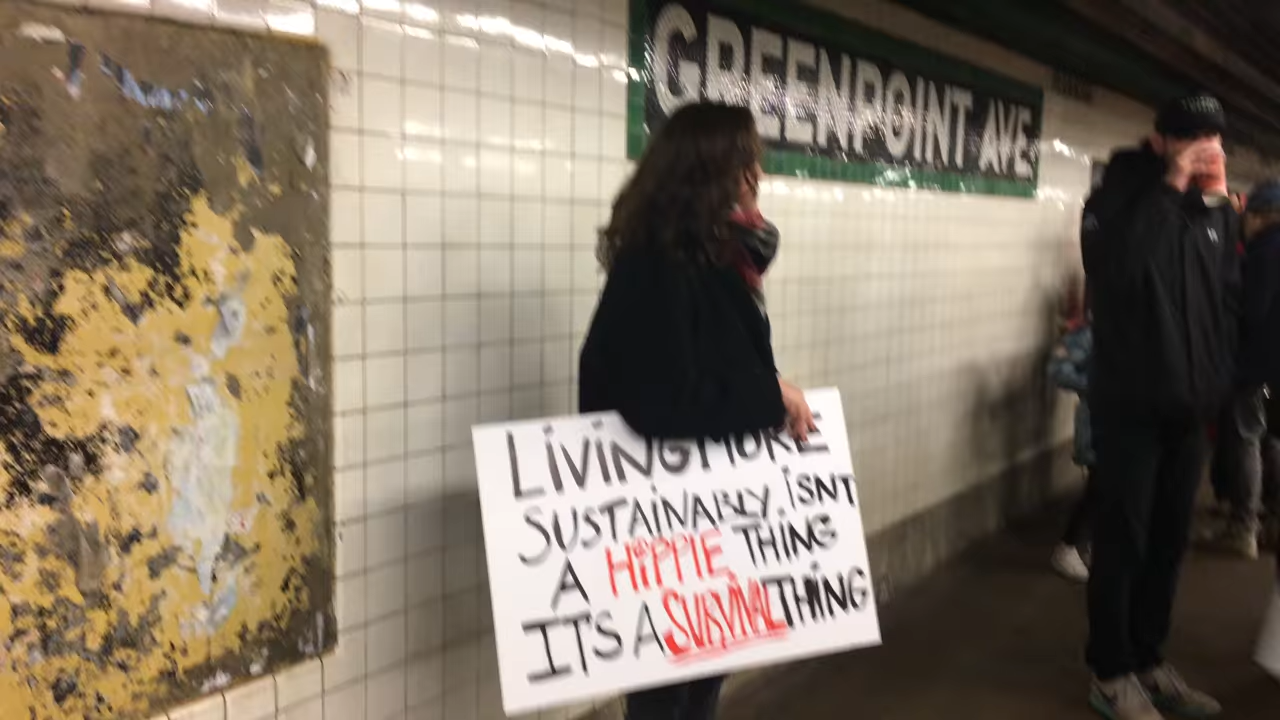 GREENPOINT AVE
LiViNG MORE
SUSTAiNABLY iSNT
A HiPPIE THiNG
ITS A SURViVAL THiNG